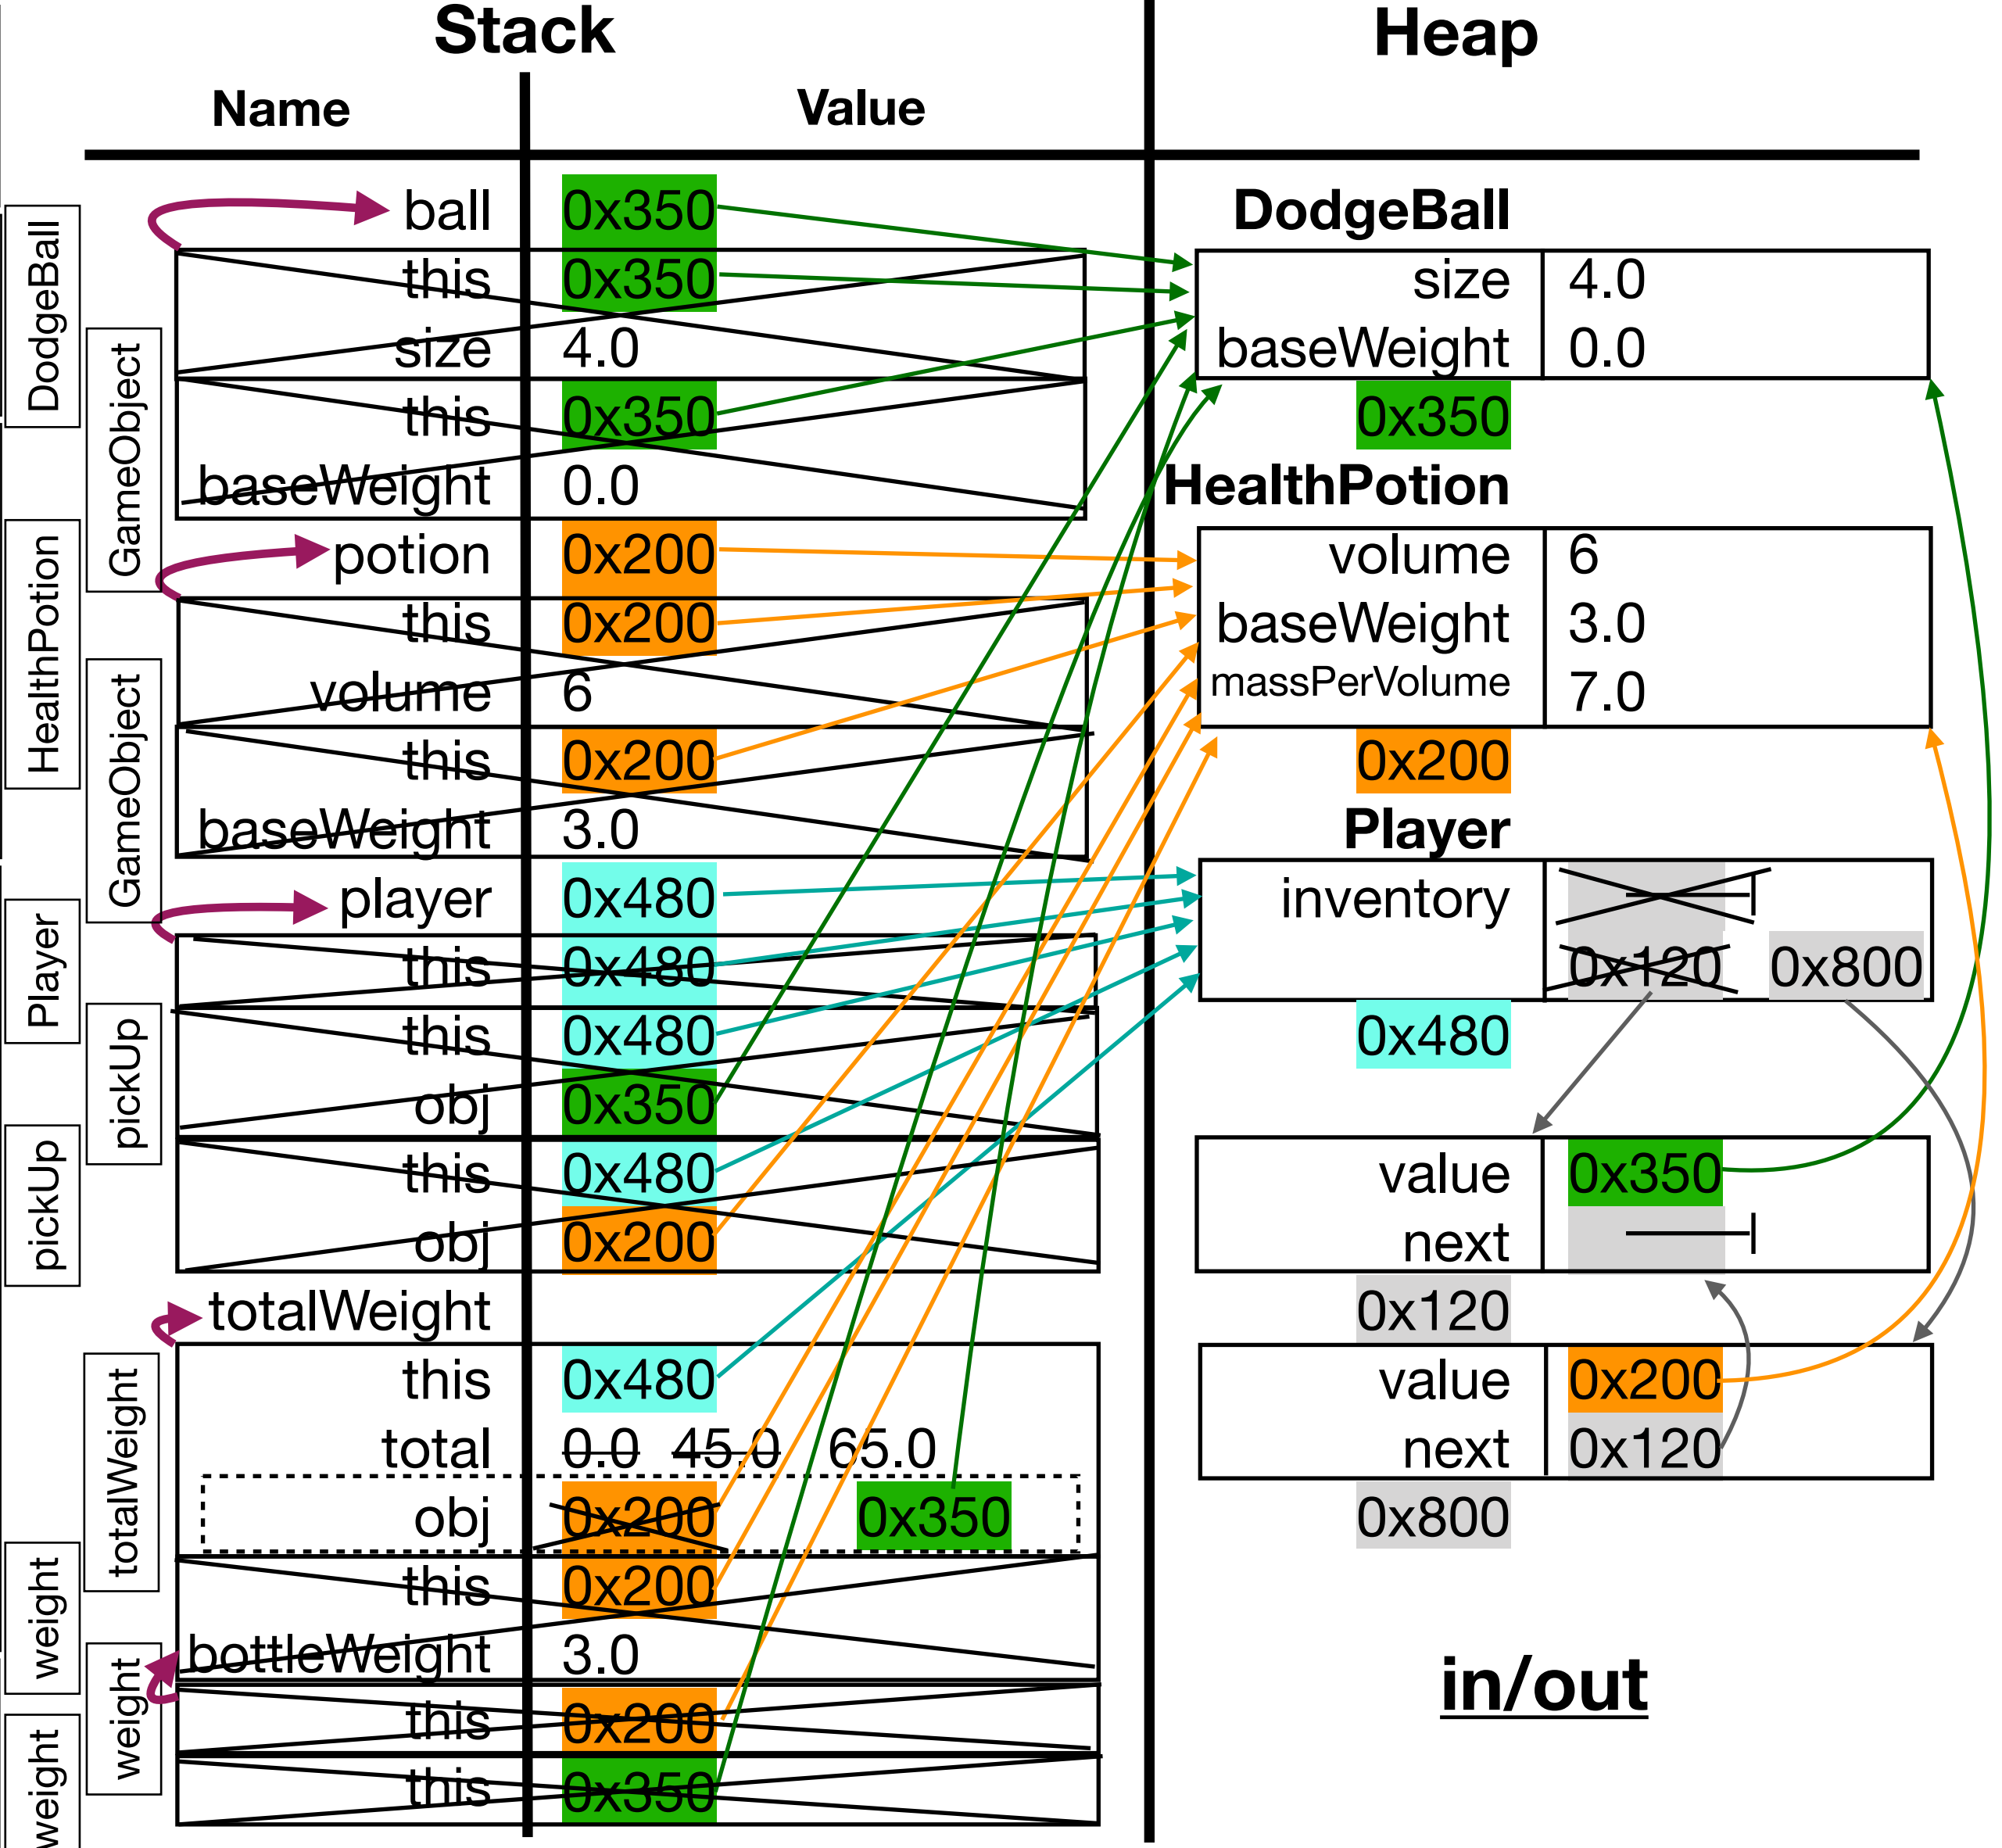 Stack
Heap
Name
Value
DodgeBall
GameObject
HealthPotion
GameObject
Player
pickUp
pickUp
totalWeight
weight
weight
weight
ball 0x350
this 0x350
size 4.0
this 0x350
baseWeight 0.0
potion 0x200
this 0x200
volume 6
this 0x200
baseWeight 3.0
player 0x480
this 0x480
this 0x480
obj 0x350
this 0x480
obj 0x200
totalWeight
this 0x480
total 0.0 45.0 65.0
obj 0x200 0x350
this 0x200
bottleWeight 3.0
this 0x200
this 0x350
DodgeBall
size 4.0
baseWeight 0.0
0x350
HealthPotion
volume 6
baseWeight 3.0
massPerVolume 7.0
0x200
Player
inventory
0x120 0x800
0x480
value 0x350
next
0x120
value 0x200
next 0x120
0x800
in/out